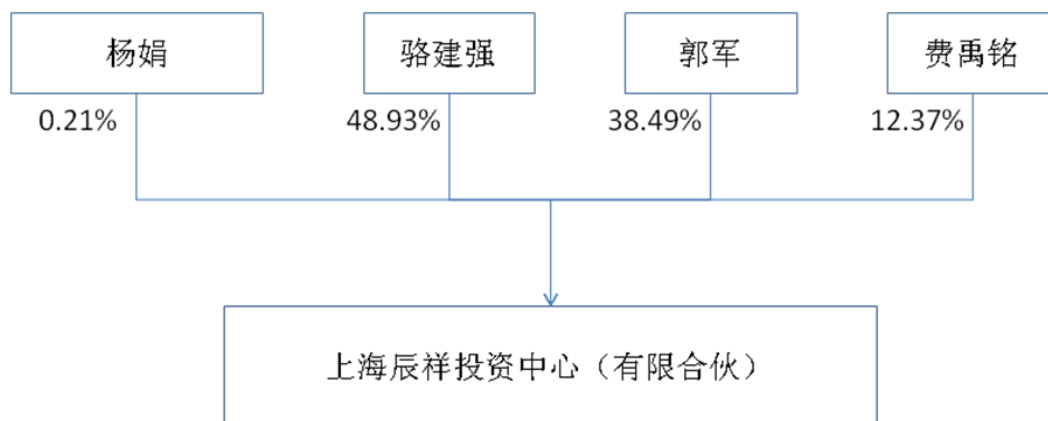 杨娟
骆建强
郭军
费禹铭
0.21%
48.93%
38.49%
12.37%
上海辰祥投资中心（有限合伙）